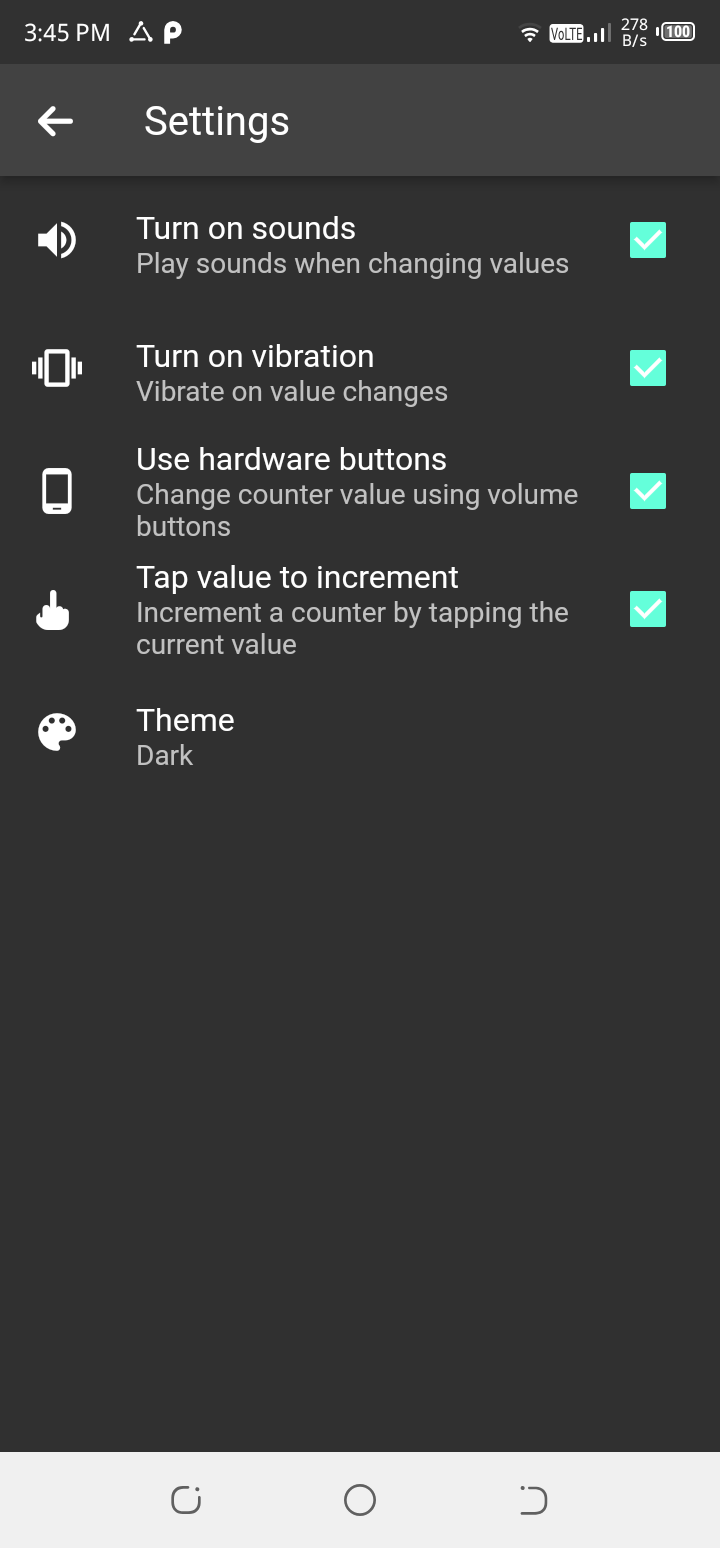 3:45 PM VoLTE 278 B/s 100
Settings
Turn on sounds
Play sounds when changing values
Turn on vibration
Vibrate on value changes
Use hardware buttons
Change counter value using volume
buttons
Tap value to increment
Increment a counter by tapping the
current value
Theme
Dark